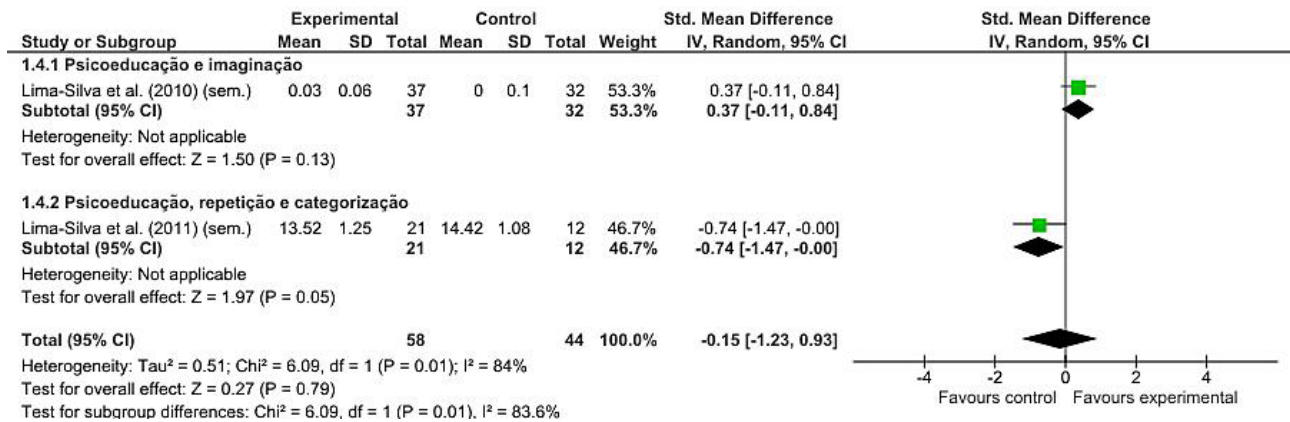 Experimental Control Std. Mean Difference Std. Mean Difference
Study or Subgroup Mean SD Total Mean SD Total Weight IV, Random, 95% CI IV, Random, 95% CI
1.4.1 Psicoeducação e imaginação
Lima-Silva et al. (2010) (sem.) 0.03 0.06 37 0 0.1 32 53.3% 0.37 [-0.11, 0.84]
Subtotal (95% CI) 37 32 53.3% 0.37 [-0.11, 0.84]
Heterogeneity: Not applicable
Test for overall effect: Z = 1.50 (P = 0.13)
1.4.2 Psicoeducação, repetição e categorização
Lima-Silva et al. (2011) (sem.) 13.52 1.25 21 14.42 1.08 12 46.7% -0.74 [-1.47, -0.00]
Subtotal (95% CI) 21 12 46.7% -0.74 [-1.47, -0.00]
Heterogeneity: Not applicable
Test for overall effect: Z = 1.97 (P = 0.05)
Total (95% CI) 58 44 100.0% -0.15 [-1.23, 0.93]
Heterogeneity: Tau² = 0.51; Chi² = 6.09, df = 1 (P = 0.01); I² = 84%
Test for overall effect: Z = 0.27 (P = 0.79)
Test for subgroup differences: Chi² = 6.09, df = 1 (P = 0.01), I² = 83.6%
-4 -2 0 2 4
Favours control Favours experimental